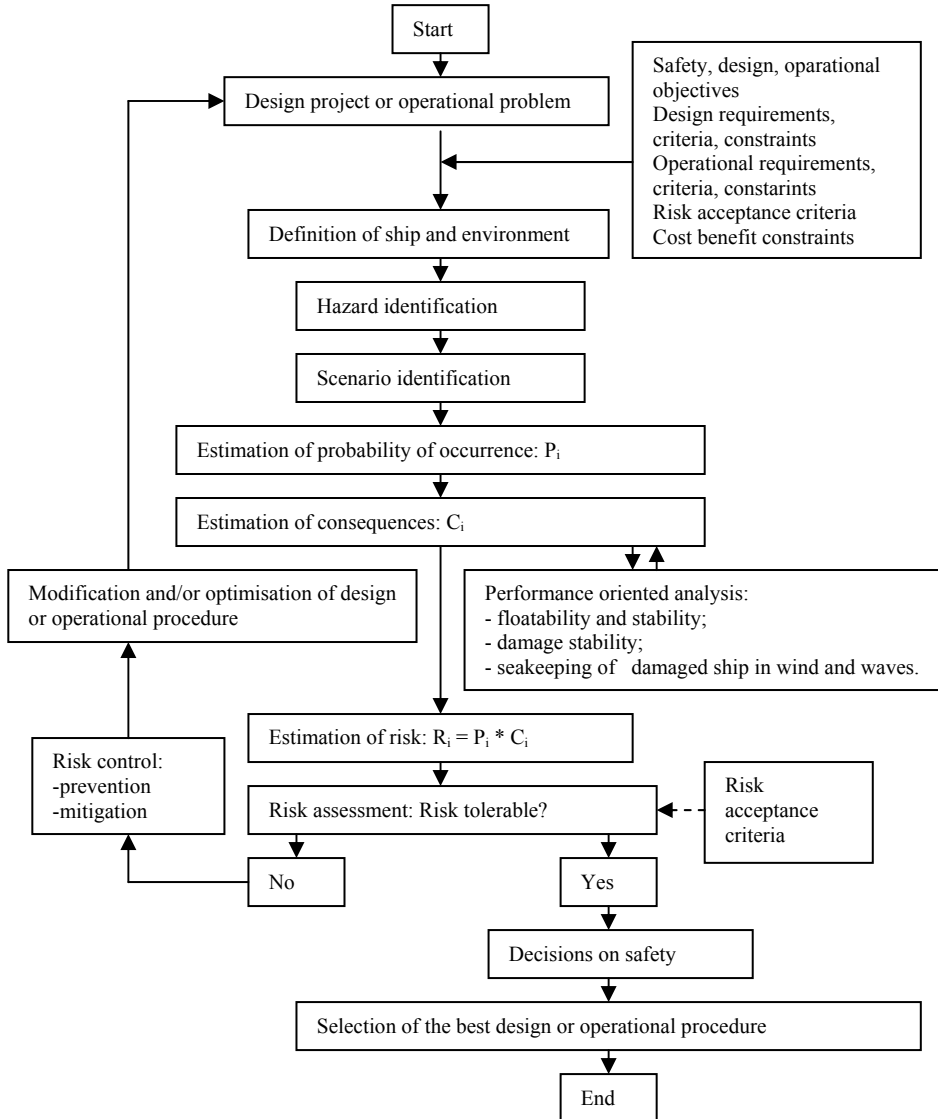 Start
Design project or operational problem
Safety, design, oparational
objectives
Design requirements,
criteria, constraints
Operational requirements,
criteria, constarints
Risk acceptance criteria
Cost benefit constraints
Definition of ship and environment
Hazard identification
Scenario identification
Estimation of probability of occurrence: Pᵢ
Estimation of consequences: Cᵢ
Modification and/or optimisation of design
or operational procedure
Performance oriented analysis:
- floatability and stability;
- damage stability;
- seakeeping of damaged ship in wind and waves.
Estimation of risk: Rᵢ = Pᵢ * Cᵢ
Risk control:
-prevention
-mitigation
Risk assessment: Risk tolerable?
Risk
acceptance
criteria
No
Yes
Decisions on safety
Selection of the best design or operational procedure
End